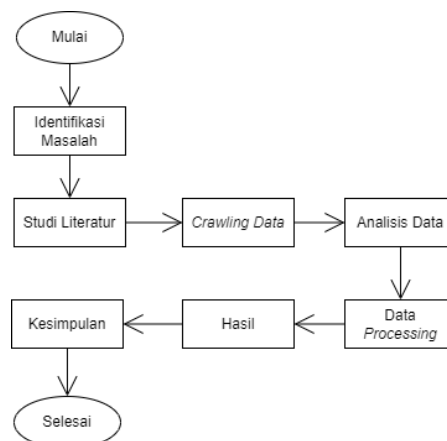 Mulai
Identifikasi
Masalah
Studi Literatur
Crawling Data
Analisis Data
Data
Processing
Hasil
Kesimpulan
Selesai